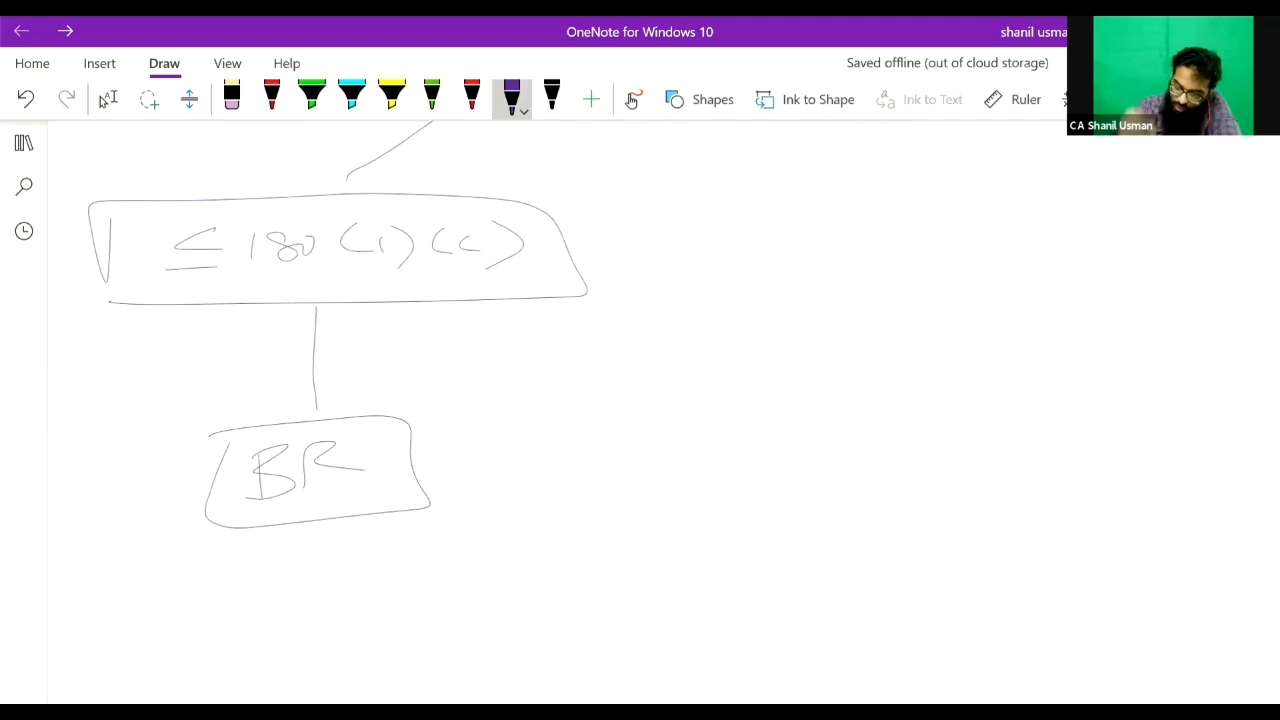 OneNote for Windows 10
shanil usma
Home
Insert
Draw
View
Help
Saved offline (out of cloud storage)
Shapes
Ink to Shape
Ink to Text
Ruler
CA Shanil Usman
≤ 180 (1) (c)
BR